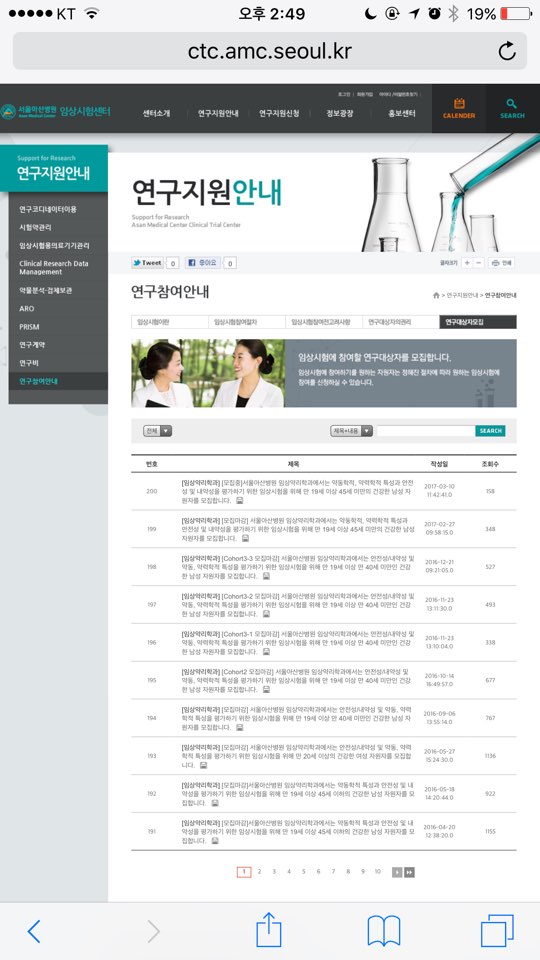 KT 오후 2:49 19%
ctc.amc.seoul.kr
로그인 | 회원가입 아이디/비밀번호찾기
서울아산병원 임상시험센터
Asan Medical Center
센터소개 연구지원안내 연구지원신청 정보광장 홍보센터 CALENDER SEARCH
Support for Research
연구지원안내
연구코디네이터이용
시험약관리
임상시험용의료기기관리
Clinical Research Data
Management
약물분석·검체보관
ARO
PRISM
연구계약
연구비
연구참여안내
연구지원안내
Support for Research
Asan Medical Center Clinical Trial Center
Tweet 0 좋아요 0 글자크기 + - 인쇄
연구참여안내
> 연구지원안내 > 연구참여안내
임상시험이란 임상시험참여절차 임상시험참여전고려사항 연구대상자의권리 연구대상자모집
임상시험에 참여할 연구대상자를 모집합니다.
임상시험에 참여하기를 원하는 자원자는 정해진 절차에 따라 원하는 임상시험에
참여를 신청하실 수 있습니다.
전체 제목+내용 SEARCH
번호 제목 작성일 조회수
200 [임상약리학과] [모집중]서울아산병원 임상약리학과에서는 약동학적, 약력학적 특성과 안전
성 및 내약성을 평가하기 위한 임상시험을 위해 만 19세 이상 45세 미만의 건강한 남성 자
원자를 모집합니다. 2017-03-10 11:42:41.0 158
199 [임상약리학과] [모집마감] 서울아산병원 임상약리학과에서는 약동학적, 약력학적 특성과
안전성 및 내약성을 평가하기 위한 임상시험을 위해 만 19세 이상 45세 미만의 건강한 남성
자원자를 모집합니다. 2017-02-27 09:58:15.0 348
198 [임상약리학과] [Cohort3-3 모집마감] 서울아산병원 임상약리학과에서는 안전성/내약성 및
약동, 약력학적 특성을 평가하기 위한 임상시험을 위해 만 19세 이상 만 40세 미만인 건강
한 남성 자원자를 모집합니다. 2016-12-21 09:21:05.0 527
197 [임상약리학과] [Cohort3-2 모집마감] 서울아산병원 임상약리학과에서는 안전성/내약성 및
약동, 약력학적 특성을 평가하기 위한 임상시험을 위해 만 19세 이상 만 40세 미만인 건강
한 남성 자원자를 모집합니다. 2016-11-23 13:11:30.0 493
196 [임상약리학과] [Cohort3-1 모집마감] 서울아산병원 임상약리학과에서는 안전성/내약성 및
약동, 약력학적 특성을 평가하기 위한 임상시험을 위해 만 19세 이상 만 40세 미만인 건강
한 남성 자원자를 모집합니다. 2016-11-23 13:10:04.0 338
195 [임상약리학과] [Cohort2 모집마감] 서울아산병원 임상약리학과에서는 안전성/내약성 및
약동, 약력학적 특성을 평가하기 위한 임상시험을 위해 만 19세 이상 만 40세 미만인 건강
한 남성 자원자를 모집합니다. 2016-10-14 16:49:57.0 677
194 [임상약리학과] [모집마감] 서울아산병원 임상약리학과에서는 안전성/내약성 및 약동, 약력
학적 특성을 평가하기 위한 임상시험을 위해 만 19세 이상 만 40세 미만인 건강한 남성 자
원자를 모집합니다. 2016-09-06 13:55:14.0 767
193 [임상약리학과] [모집마감] 서울아산병원 임상약리학과에서는 안전성/내약성 및 약동, 약력
학적 특성을 평가하기 위한 임상시험을 위해 만 20세 이상의 건강한 여성 자원자를 모집합니
다. 2016-05-27 15:24:30.0 1136
192 [임상약리학과] [모집마감]서울아산병원 임상약리학과에서는 약동학적 특성과 안전성 및 내
약성을 평가하기 위한 임상시험을 위해 만 19세 이상 45세 이하의 건강한 남성 자원자를 모
집합니다. 2016-05-18 14:20:44.0 922
191 [임상약리학과] [모집마감]서울아산병원 임상약리학과에서는 약동학적 특성과 안전성 및 내
약성을 평가하기 위한 임상시험을 위해 만 19세 이상 45세 이하의 건강한 남성 자원자를 모
집합니다. 2016-04-20 12:38:20.0 1155
1 2 3 4 5 6 7 8 9 10